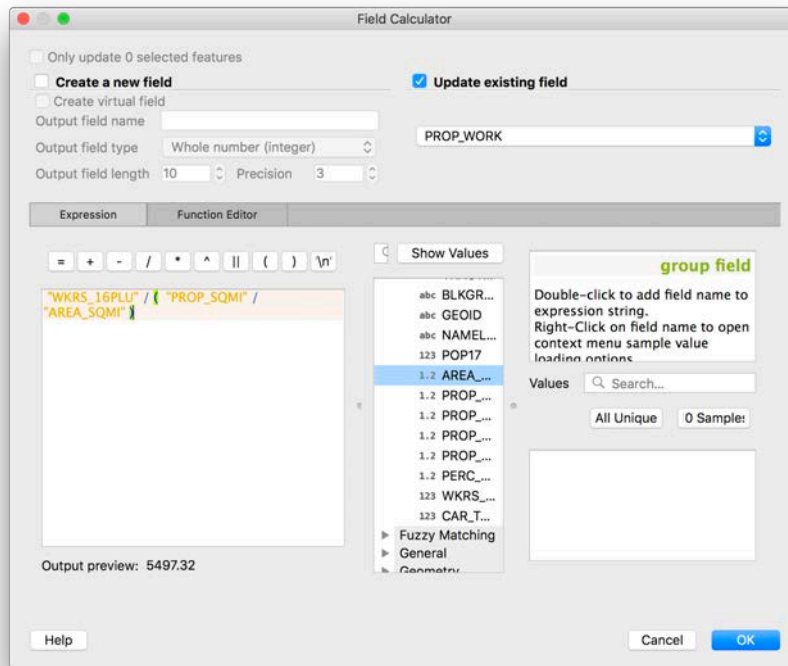 Field Calculator
Only update 0 selected features
Create a new field
Update existing field
Create virtual field
Output field name
PROP_WORK
Output field type
Whole number (integer)
Output field length
10
Precision
3
Expression
Function Editor
= + - / * ^ || ( ) '\n'
Show Values
"WKRS_16PLU" / ( "PROP_SQMI" /
"AREA_SQMI" )
abc BLKGR...
abc GEOID
abc NAMEL...
123 POP17
1.2 AREA_...
1.2 PROP_...
1.2 PROP_...
1.2 PROP_...
1.2 PROP_...
1.2 PERC_...
123 WKRS_...
123 CAR_T...
Fuzzy Matching
General
Geometry
group field
Double-click to add field name to
expression string.
Right-Click on field name to open
context menu sample value
loading options
Values
Search...
All Unique
0 Samples
Output preview: 5497.32
Help
Cancel
OK